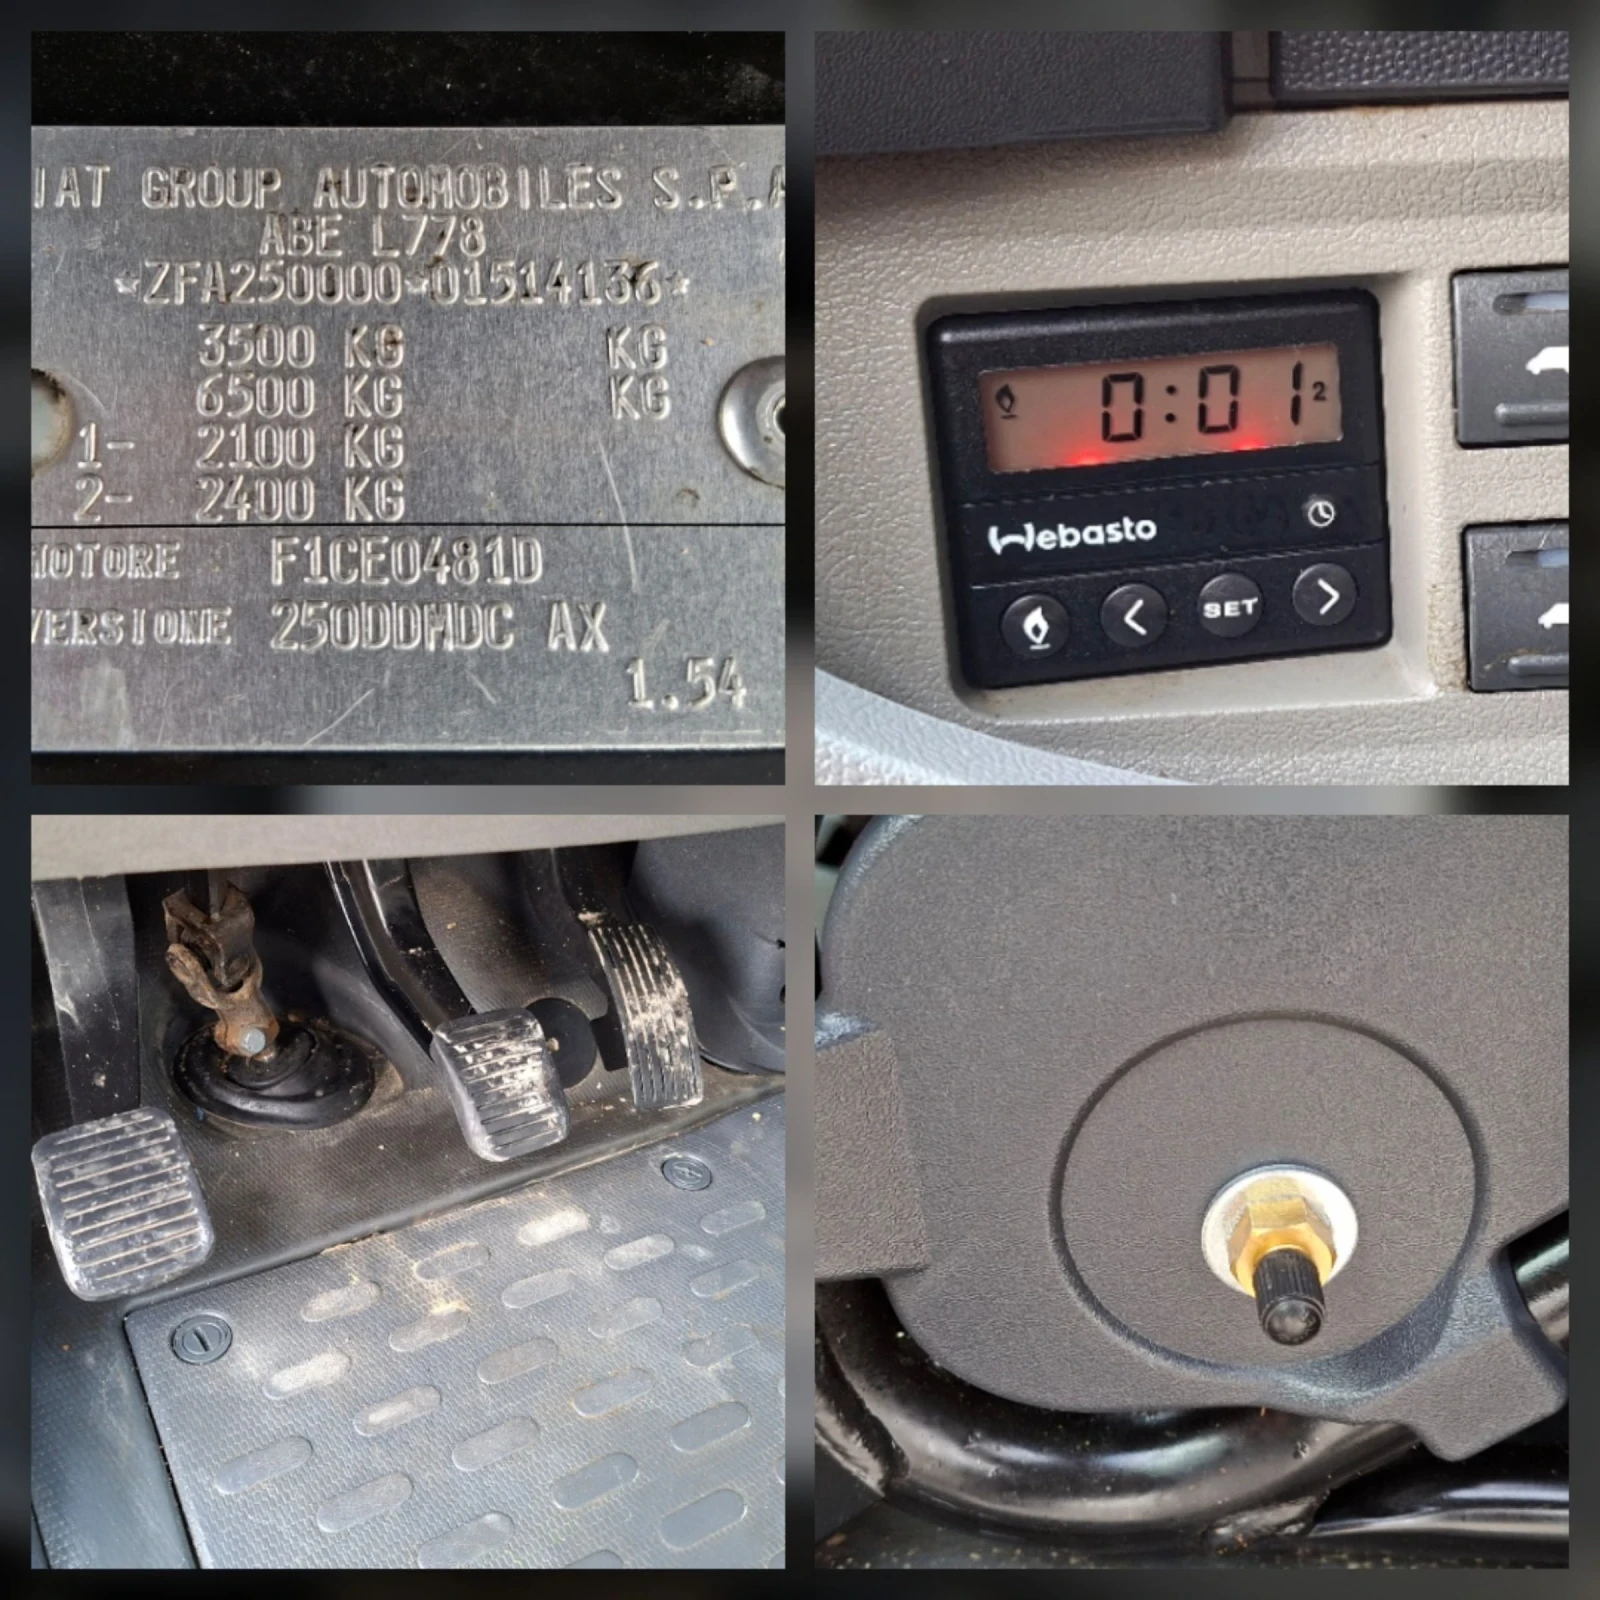 IAT GROUP AUTOMOBILES S.P.A
ABE L778
*ZFA250000*01514136*
3500 KG KG
6500 KG KG
1- 2100 KG
2- 2400 KG
MOTORE F1CE0481D
VERSIONE 250DDMDC AX
1.54
0:01 2
Webasto
SET